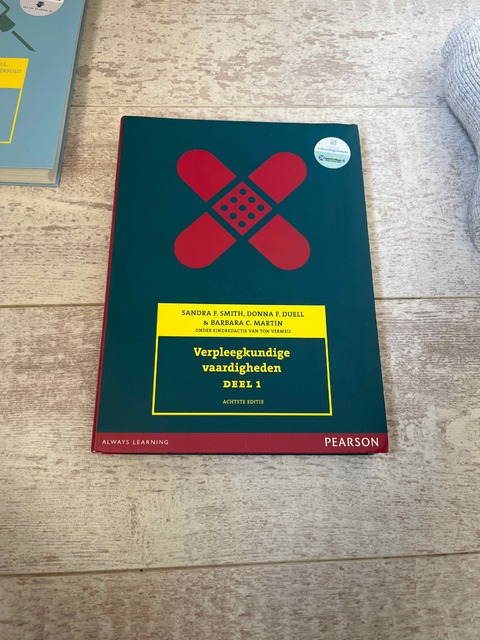 SANDRA F. SMITH, DONNA F. DUELL
& BARBARA C. MARTIN
ONDER EINDREDACTIE VAN TON VERMEIJ
Verpleegkundige
vaardigheden
DEEL 1
ACHTSTE EDITIE
ALWAYS LEARNING
PEARSON